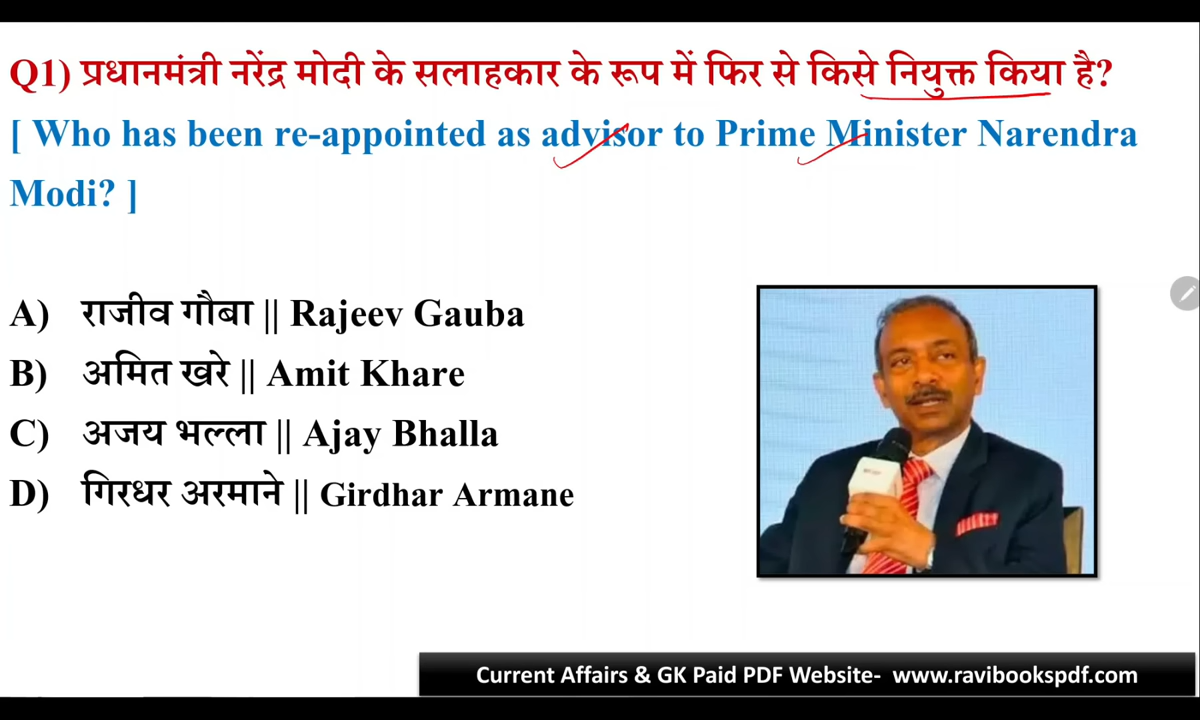 Q1) प्रधानमंत्री नरेंद्र मोदी के सलाहकार के रूप में फिर से किसे नियुक्त किया है?
[ Who has been re-appointed as advisor to Prime Minister Narendra
Modi? ]
A) राजीव गौबा || Rajeev Gauba
B) अमित खरे || Amit Khare
C) अजय भल्ला || Ajay Bhalla
D) गिरधर अरमाने || Girdhar Armane
Current Affairs & GK Paid PDF Website- www.ravibookspdf.com